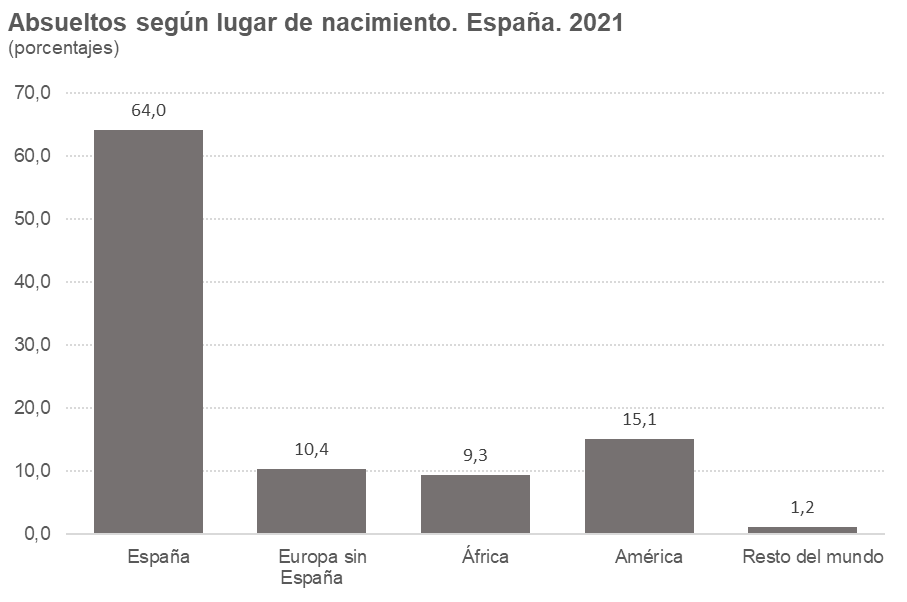 Absueltos según lugar de nacimiento. España. 2021
(porcentajes)
70,0
60,0
50,0
40,0
30,0
20,0
10,0
0,0
64,0
10,4
9,3
15,1
1,2
España
Europa sin
España
África
América
Resto del mundo